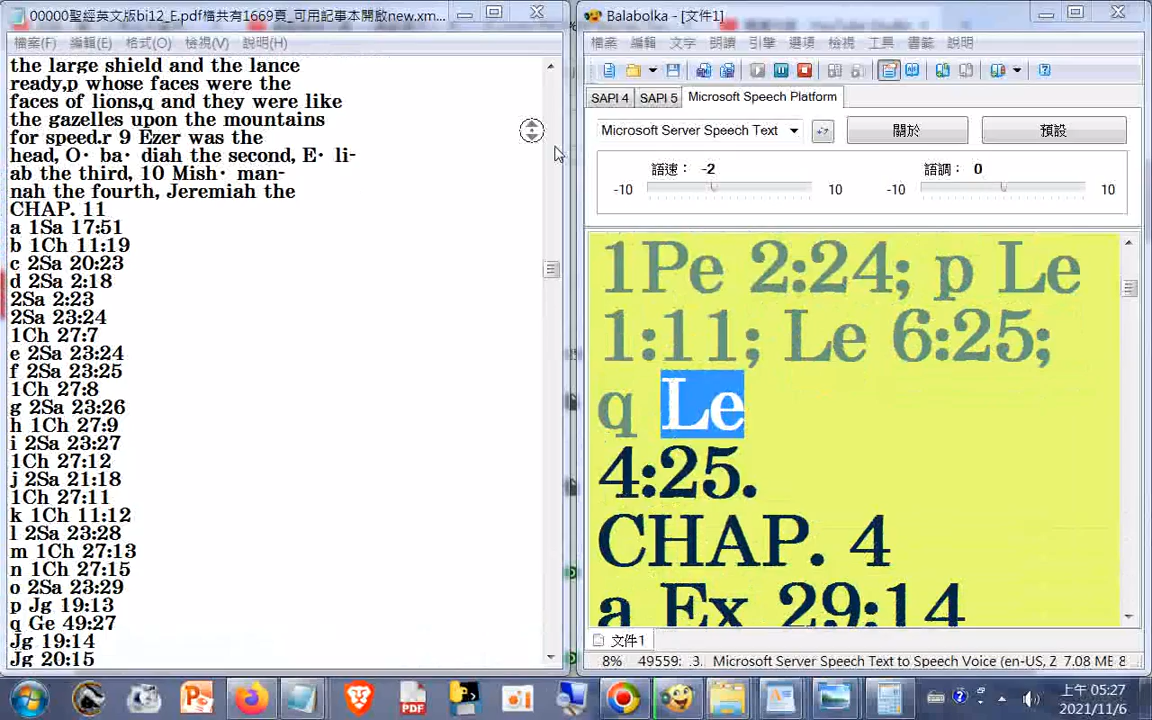 00000聖經英文版bi12_E.pdf檔共有1669頁_可用記事本開啟new.xm...
檔案(F) 編輯(E) 格式(O) 檢視(V) 說明(H)
the large shield and the lance
ready,p whose faces were the
faces of lions,q and they were like
the gazelles upon the mountains
for speed.r 9 Ezer was the
head, O· ba· diah the second, E· li-
ab the third, 10 Mish· man-
nah the fourth, Jeremiah the
CHAP. 11
a 1Sa 17:51
b 1Ch 11:19
c 2Sa 20:23
d 2Sa 2:18
2Sa 2:23
2Sa 23:24
1Ch 27:7
e 2Sa 23:24
f 2Sa 23:25
1Ch 27:8
g 2Sa 23:26
h 1Ch 27:9
i 2Sa 23:27
1Ch 27:12
j 2Sa 21:18
1Ch 27:11
k 1Ch 11:12
l 2Sa 23:28
m 1Ch 27:13
n 1Ch 27:15
o 2Sa 23:29
p Jg 19:13
q Ge 49:27
Jg 19:14
Jg 20:15
Balabolka - [文件1]
檔案 編輯 文字 朗讀 引擎 選項 檢視 工具 書籤 說明
SAPI 4 SAPI 5 Microsoft Speech Platform
Microsoft Server Speech Text 關於 預設
語速： -2 語調： 0
-10 10 -10 10
1Pe 2:24; p Le
1:11; Le 6:25;
q Le
4:25.
CHAP. 4
a Ex 29:14
文件1
8% 49559: .3. Microsoft Server Speech Text to Speech Voice (en-US, Z 7.08 MB 8
PDF
上午 05:27
2021/11/6